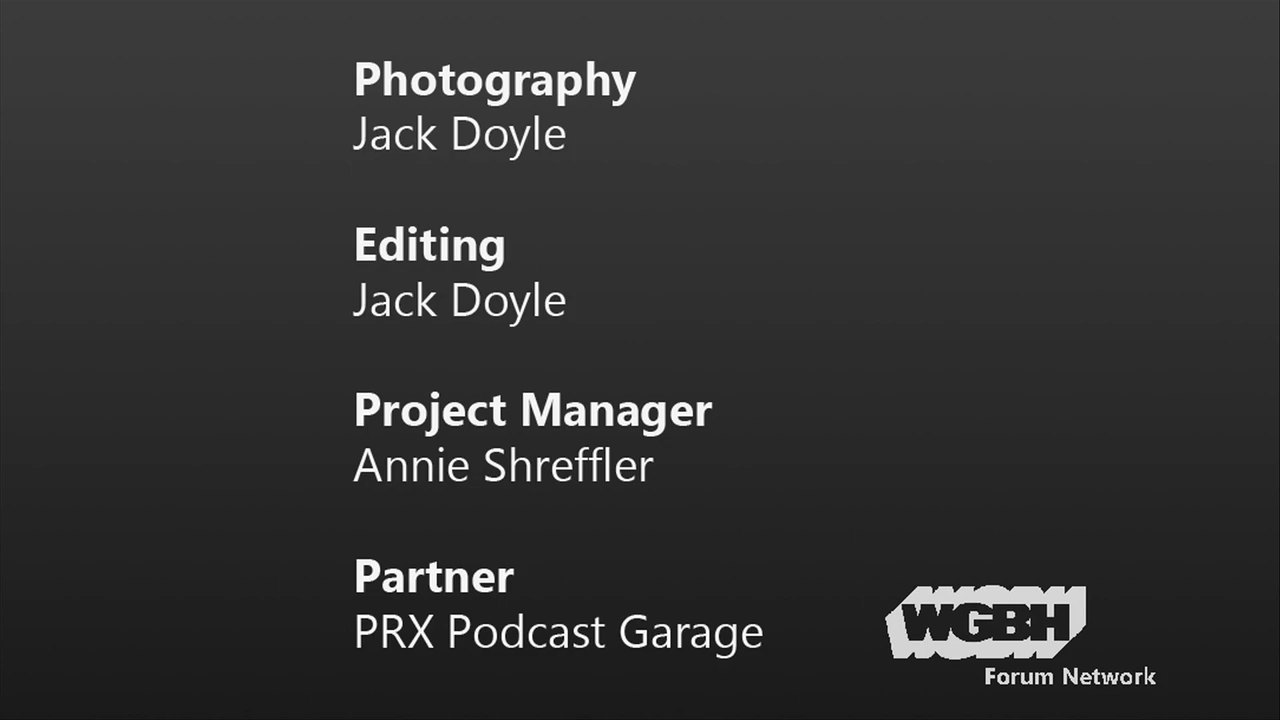 Photography
Jack Doyle
Editing
Jack Doyle
Project Manager
Annie Shreffler
Partner
PRX Podcast Garage
WGBH
Forum Network